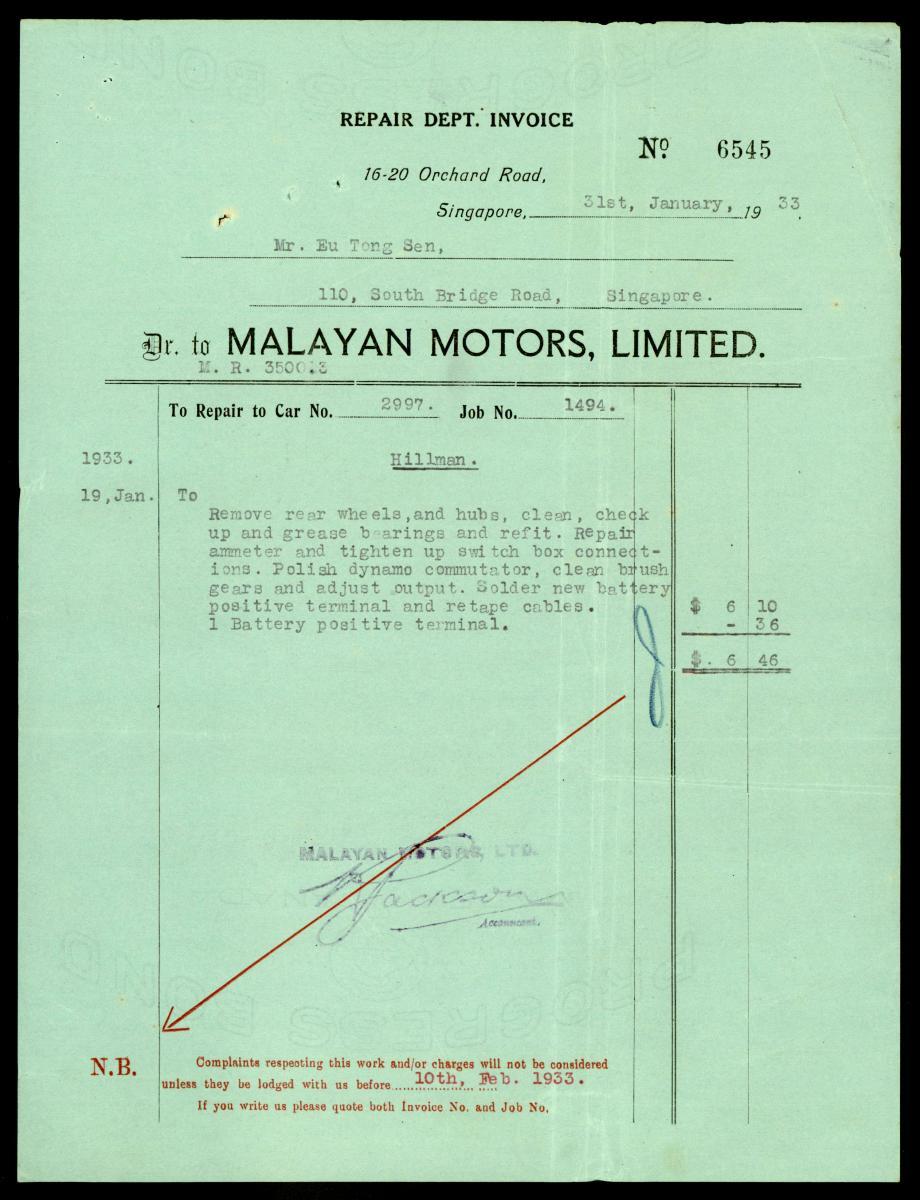 REPAIR DEPT. INVOICE
Nº 6545
16-20 Orchard Road,
Singapore, 31st, January, 19 33
Mr. Eu Tong Sen,
110, South Bridge Road, Singapore.
Dr. to MALAYAN MOTORS, LIMITED.
M. R.
To Repair to Car No. 2997. Job No. 1494.
1933. Hillman.
19,Jan. To
Remove rear wheels,and hubs, clean, check
up and grease bearings and refit. Repair
ammeter and tighten up switch box connect-
ions. Polish dynamo commutator, clean brush
gears and adjust output. Solder new battery
positive terminal and retape cables. $ 6 10
1 Battery positive terminal. - 36
$. 6 46
MALAYAN MOTORS, LTD.
Jackson
Accountant.
N.B. Complaints respecting this work and/or charges will not be considered
unless they be lodged with us before 10th, Feb. 1933.
If you write us please quote both Invoice No. and Job No.
PROGRESS BOND